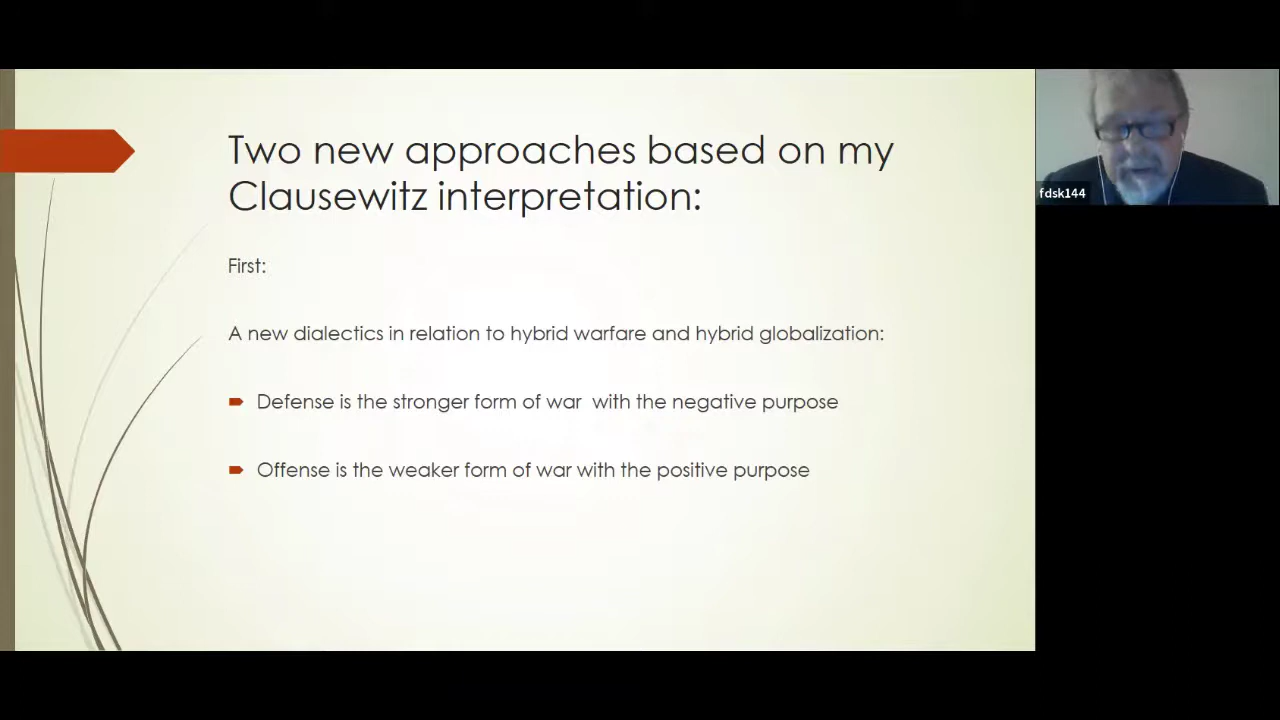 Two new approaches based on my
Clausewitz interpretation:
First:
A new dialectics in relation to hybrid warfare and hybrid globalization:
Defense is the stronger form of war  with the negative purpose
Offense is the weaker form of war with the positive purpose
fdsk144